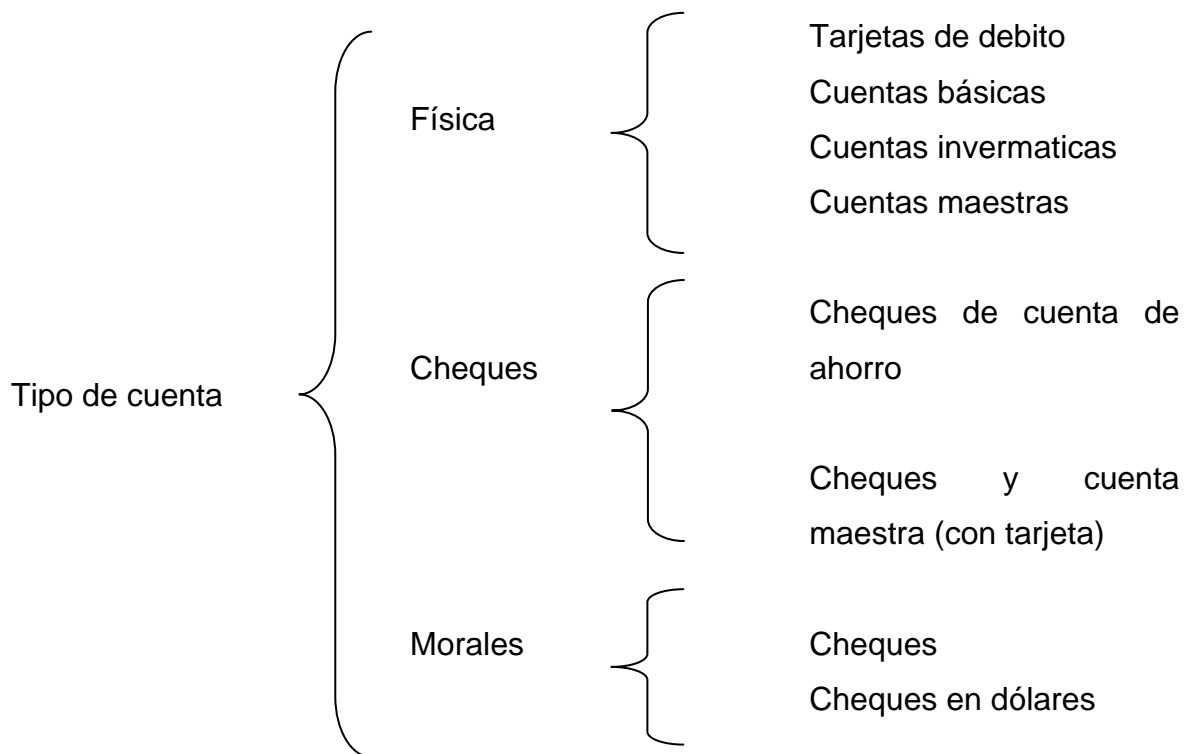 Tipo de cuenta
Física
Tarjetas de debito
Cuentas básicas
Cuentas invermaticas
Cuentas maestras
Cheques
Cheques de cuenta de
ahorro
Cheques y cuenta
maestra (con tarjeta)
Morales
Cheques
Cheques en dólares